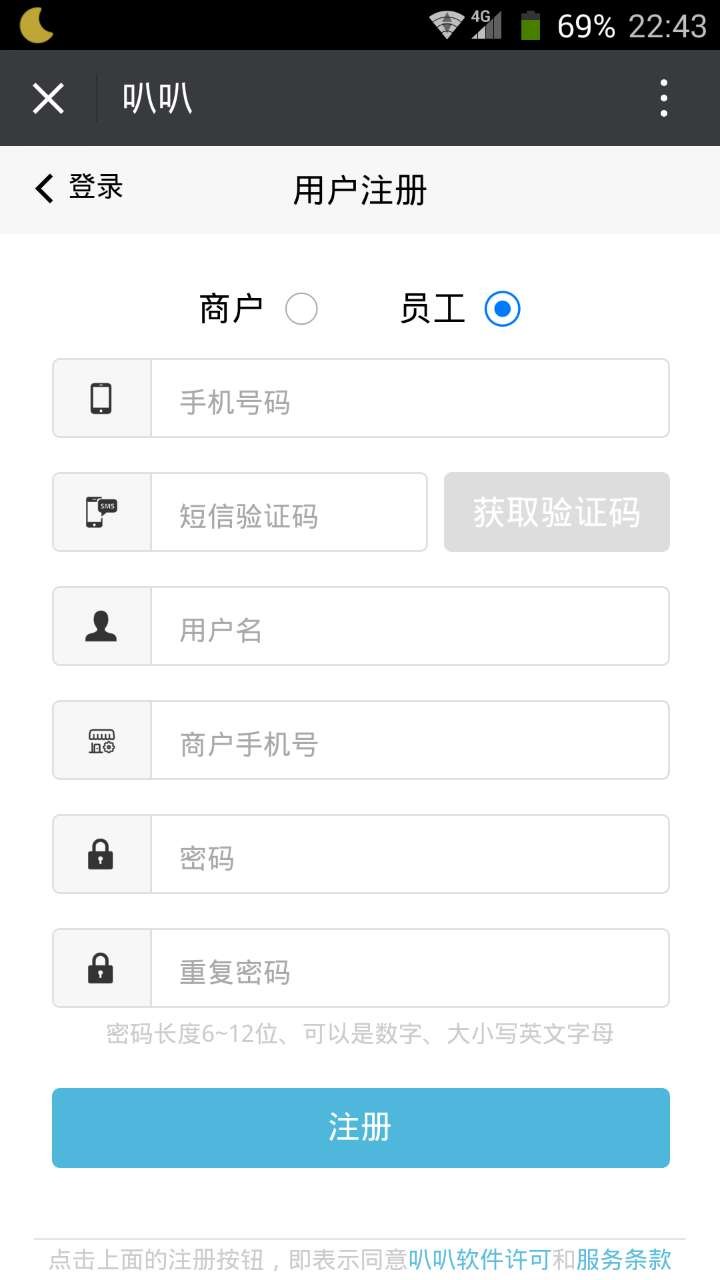 4G 69% 22:43
叭叭
登录 用户注册
商户 员工
手机号码
SMS 短信验证码 获取验证码
用户名
商户手机号
密码
重复密码
密码长度6~12位、可以是数字、大小写英文字母
注册
点击上面的注册按钮，即表示同意叭叭软件许可和服务条款